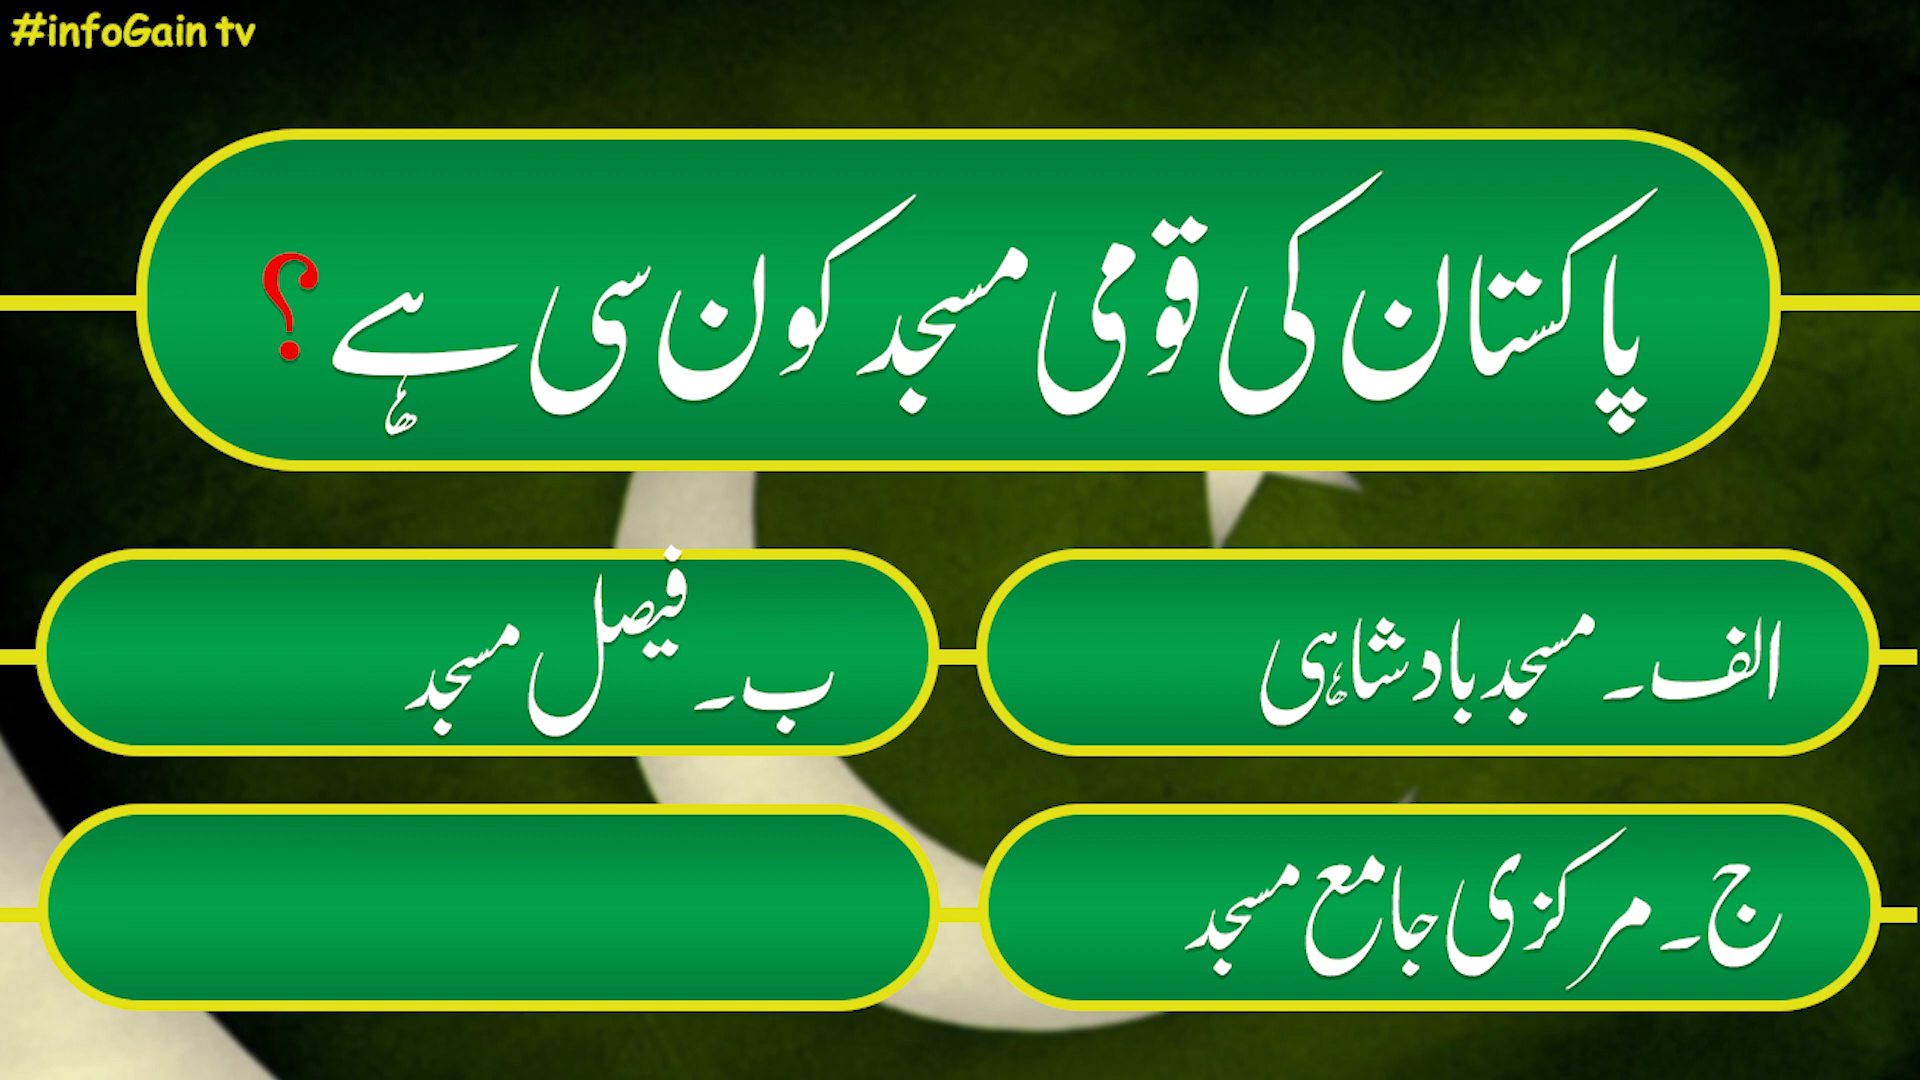 #infoGain tv
پاکستان کی قومی مسجد کون سی ہے؟
الف۔ مسجد بادشاہی
ب۔ فیصل مسجد
ج۔ مرکزی جامع مسجد